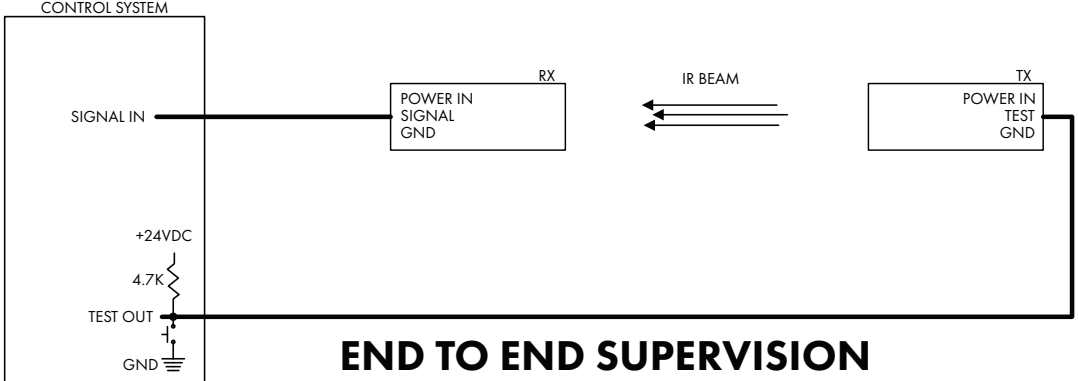 CONTROL SYSTEM
RX
IR BEAM
TX
SIGNAL IN
POWER IN
SIGNAL
GND
POWER IN
TEST
GND
+24VDC
4.7K
TEST OUT
GND
END TO END SUPERVISION